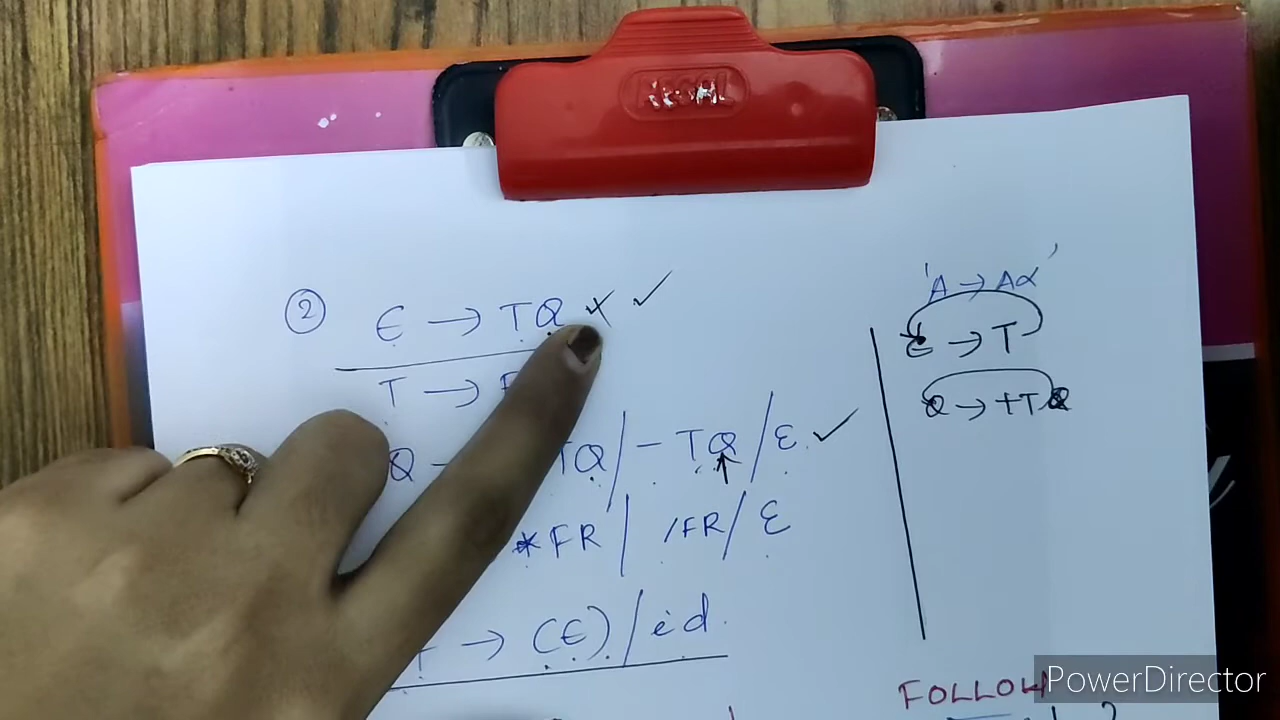 ② E → TQ × ✓
T → F
Q TQ / - TQ / ε ✓
*FR / /FR / ε
→ (E) / id
'A → Aα'
E → T
Q → +TQ
FOLLOW
PowerDirector